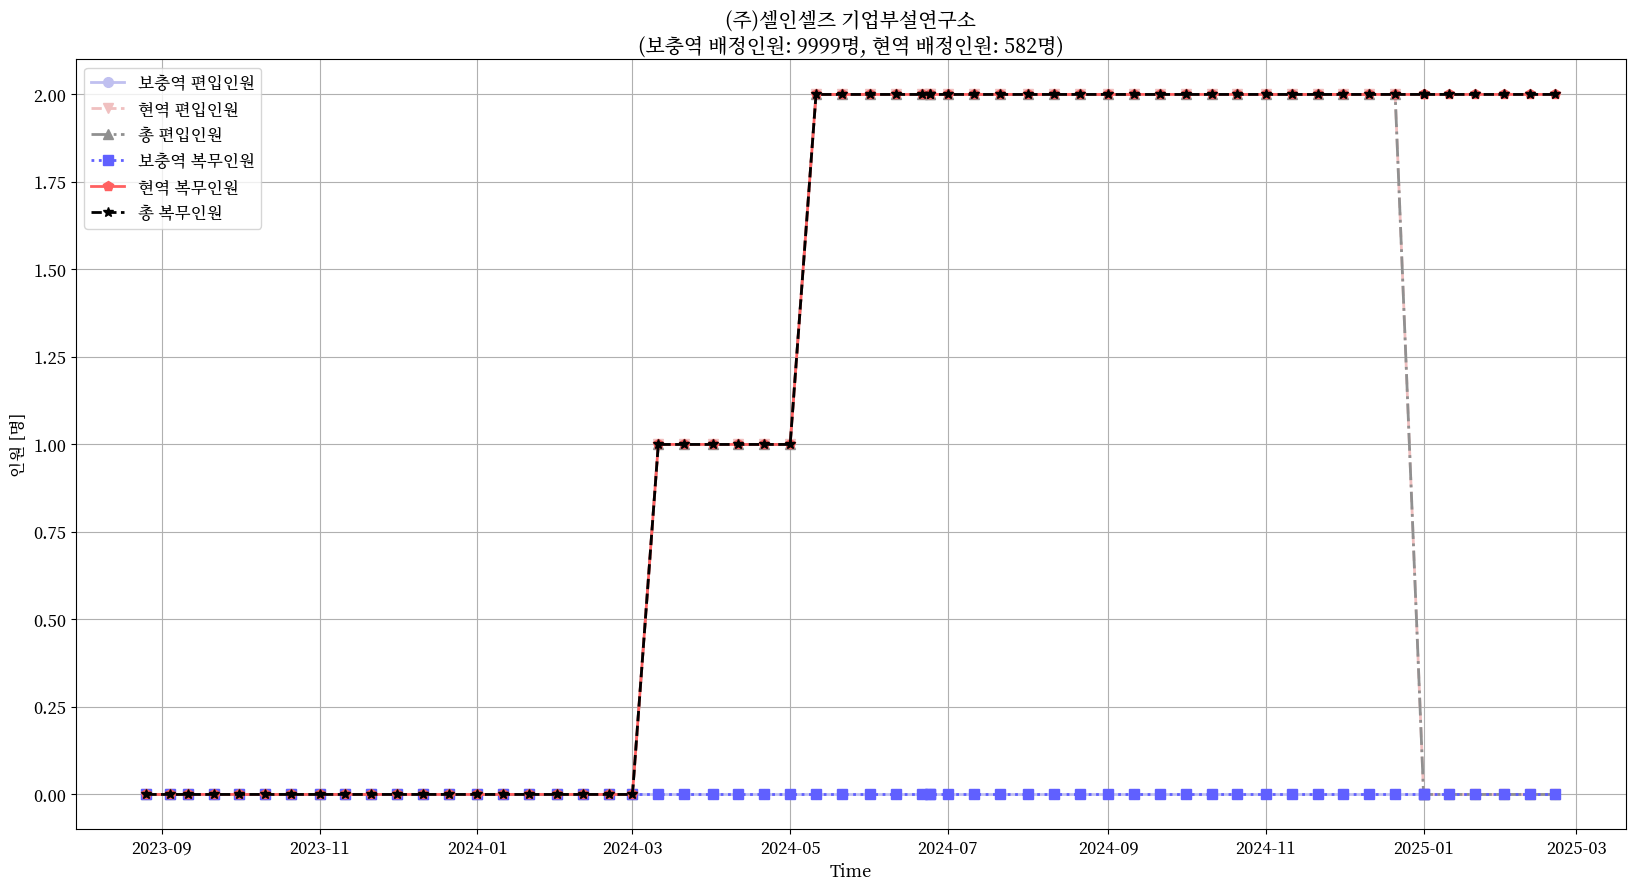 (주)셀인셀즈 기업부설연구소
(보충역 배정인원: 9999명, 현역 배정인원: 582명)
보충역 편입인원
현역 편입인원
총 편입인원
보충역 복무인원
현역 복무인원
총 복무인원
2.00
1.75
1.50
1.25
1.00
0.75
0.50
0.25
0.00
인원 [명]
2023-09 2023-11 2024-01 2024-03 2024-05 2024-07 2024-09 2024-11 2025-01 2025-03
Time